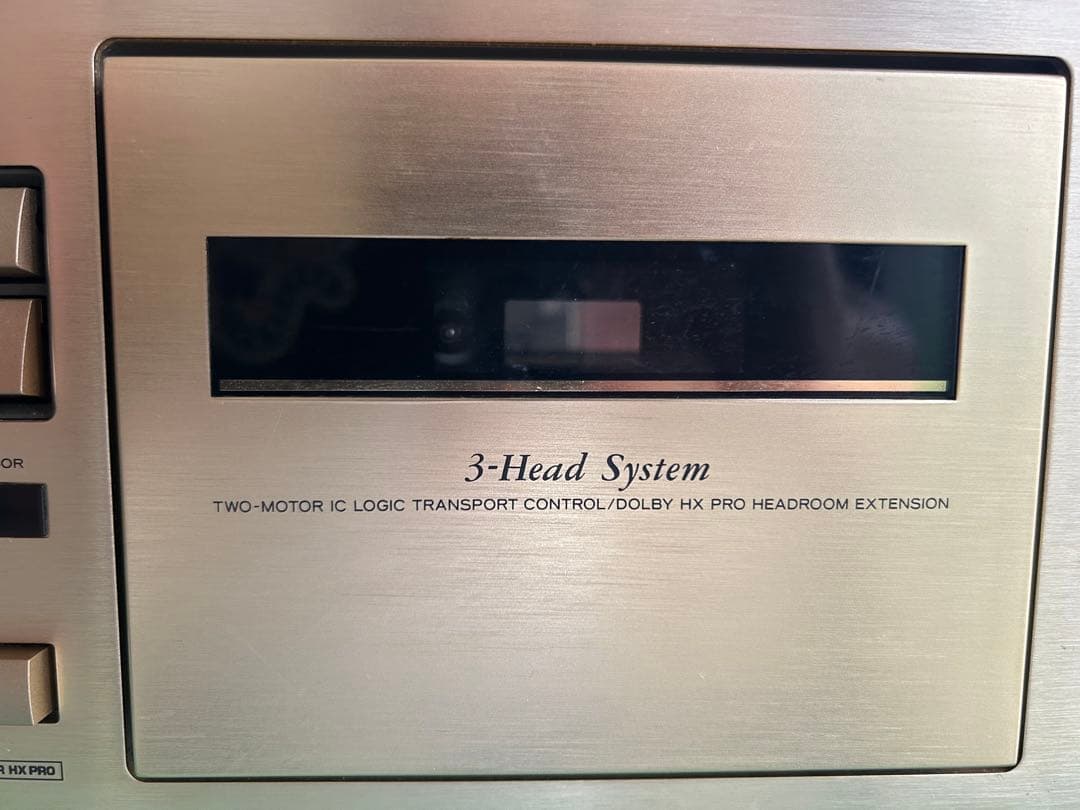 3-Head System
TWO-MOTOR IC LOGIC TRANSPORT CONTROL/DOLBY HX PRO HEADROOM EXTENSION
OR
R HX PRO